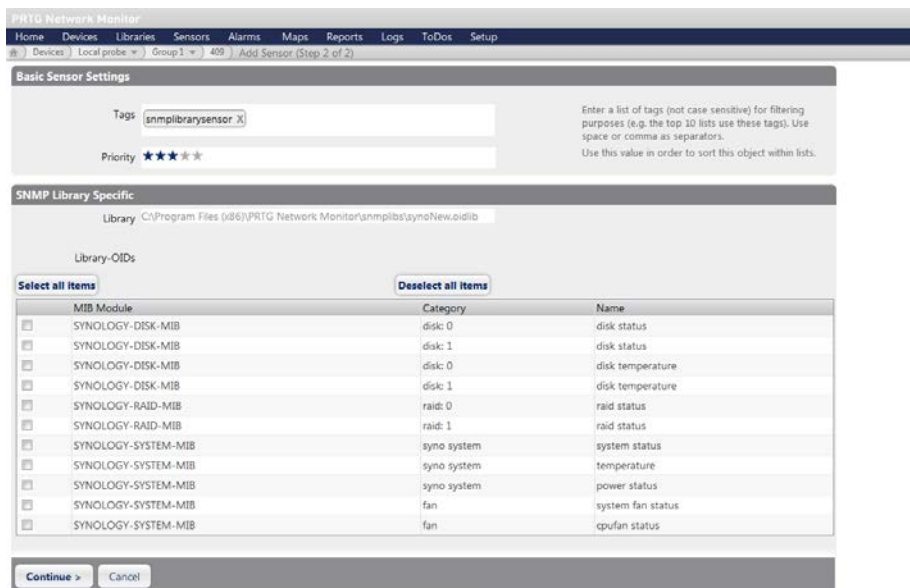 PRTG Network Monitor
Home Devices Libraries Sensors Alarms Maps Reports Logs ToDos Setup
Devices Local probe Group1 409 Add Sensor (Step 2 of 2)
Basic Sensor Settings
Tags snmplibrarysensor X
Enter a list of tags (not case sensitive) for filtering
purposes (e.g. the top 10 lists use these tags). Use
space or comma as separators.
Priority
Use this value in order to sort this object within lists.
SNMP Library Specific
Library C:\Program Files (x86)\PRTG Network Monitor\snmplibs\synoNew.oidlib
Library-OIDs
Select all items Deselect all items
MIB Module Category Name
SYNOLOGY-DISK-MIB disk: 0 disk status
SYNOLOGY-DISK-MIB disk: 1 disk status
SYNOLOGY-DISK-MIB disk: 0 disk temperature
SYNOLOGY-DISK-MIB disk: 1 disk temperature
SYNOLOGY-RAID-MIB raid: 0 raid status
SYNOLOGY-RAID-MIB raid: 1 raid status
SYNOLOGY-SYSTEM-MIB syno system system status
SYNOLOGY-SYSTEM-MIB syno system temperature
SYNOLOGY-SYSTEM-MIB syno system power status
SYNOLOGY-SYSTEM-MIB fan system fan status
SYNOLOGY-SYSTEM-MIB fan cpufan status
Continue > Cancel